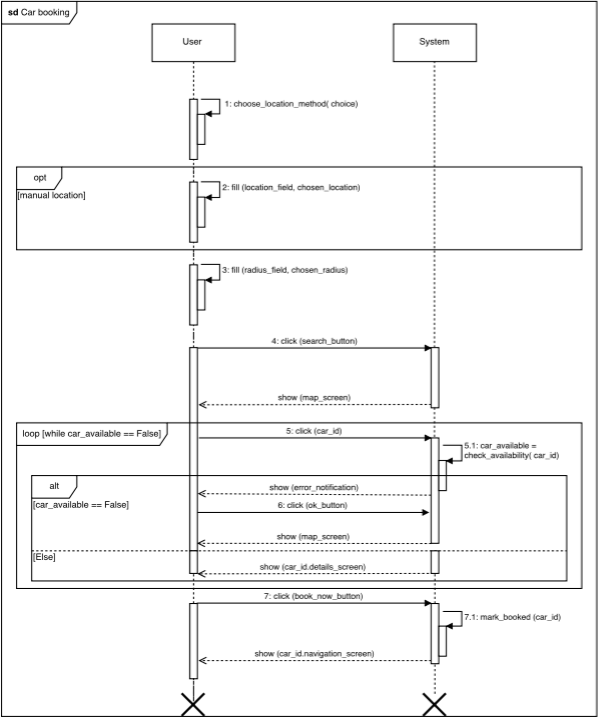 sd Car booking
User
System
1: choose_location_method( choice)
opt
[manual location]
2: fill (location_field, chosen_location)
3: fill (radius_field, chosen_radius)
4: click (search_button)
show (map_screen)
loop [while car_available == False]
5: click (car_id)
5.1: car_available =
check_availability( car_id)
alt
[car_available == False]
show (error_notification)
6: click (ok_button)
show (map_screen)
[Else]
show (car_id.details_screen)
7: click (book_now_button)
7.1: mark_booked (car_id)
show (car_id.navigation_screen)